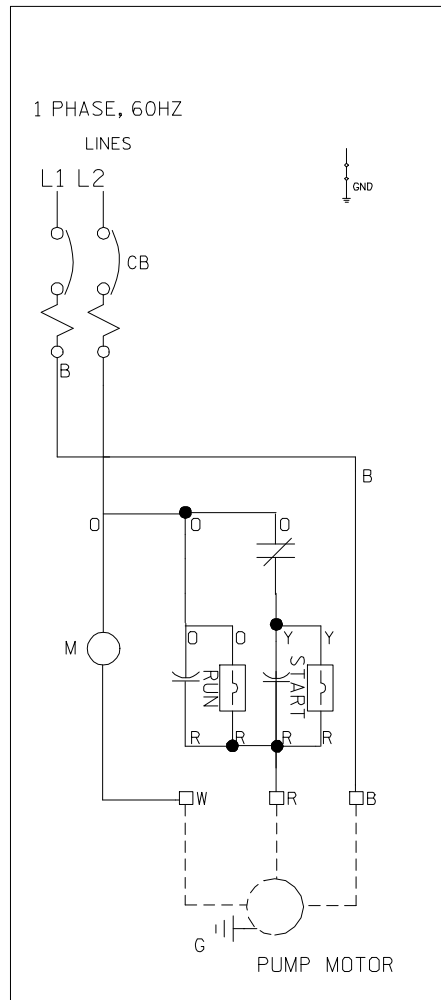 1 PHASE, 60HZ
LINES
L1 L2
GND
CB
B
B
O O O
M
O O Y Y
RUN START
R R R R
W R B
G
PUMP MOTOR